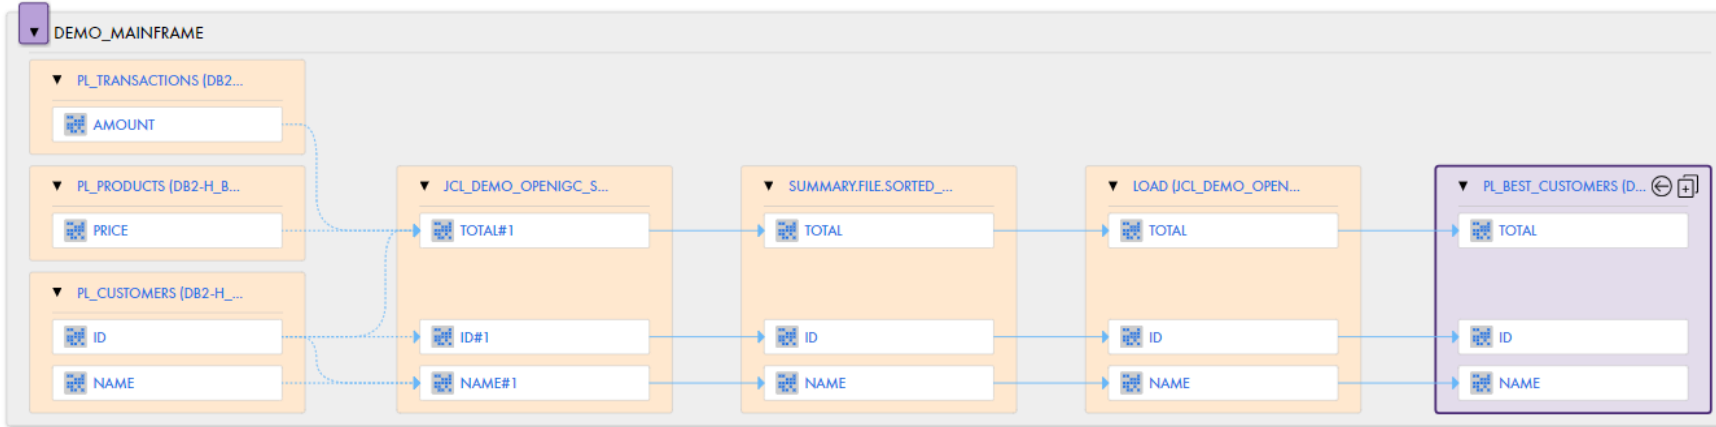 DEMO_MAINFRAME
PL_TRANSACTIONS (DB2...
AMOUNT
PL_PRODUCTS (DB2-H_B...
PRICE
PL_CUSTOMERS (DB2-H_...
ID
NAME
JCL_DEMO_OPENIGC_S...
TOTAL#1
ID#1
NAME#1
SUMMARY.FILE.SORTED_...
TOTAL
ID
NAME
LOAD (JCL_DEMO_OPEN...
TOTAL
ID
NAME
PL_BEST_CUSTOMERS (D...
TOTAL
ID
NAME